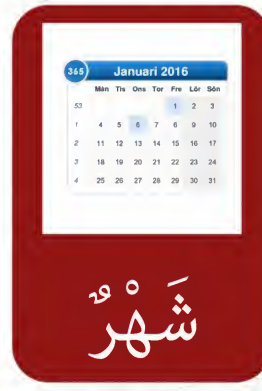 365 Januari 2016
Mån Tis Ons Tor Fre Lör Sön
53 1 2 3
1 4 5 6 7 8 9 10
2 11 12 13 14 15 16 17
3 18 19 20 21 22 23 24
4 25 26 27 28 29 30 31
شَهْرٌ